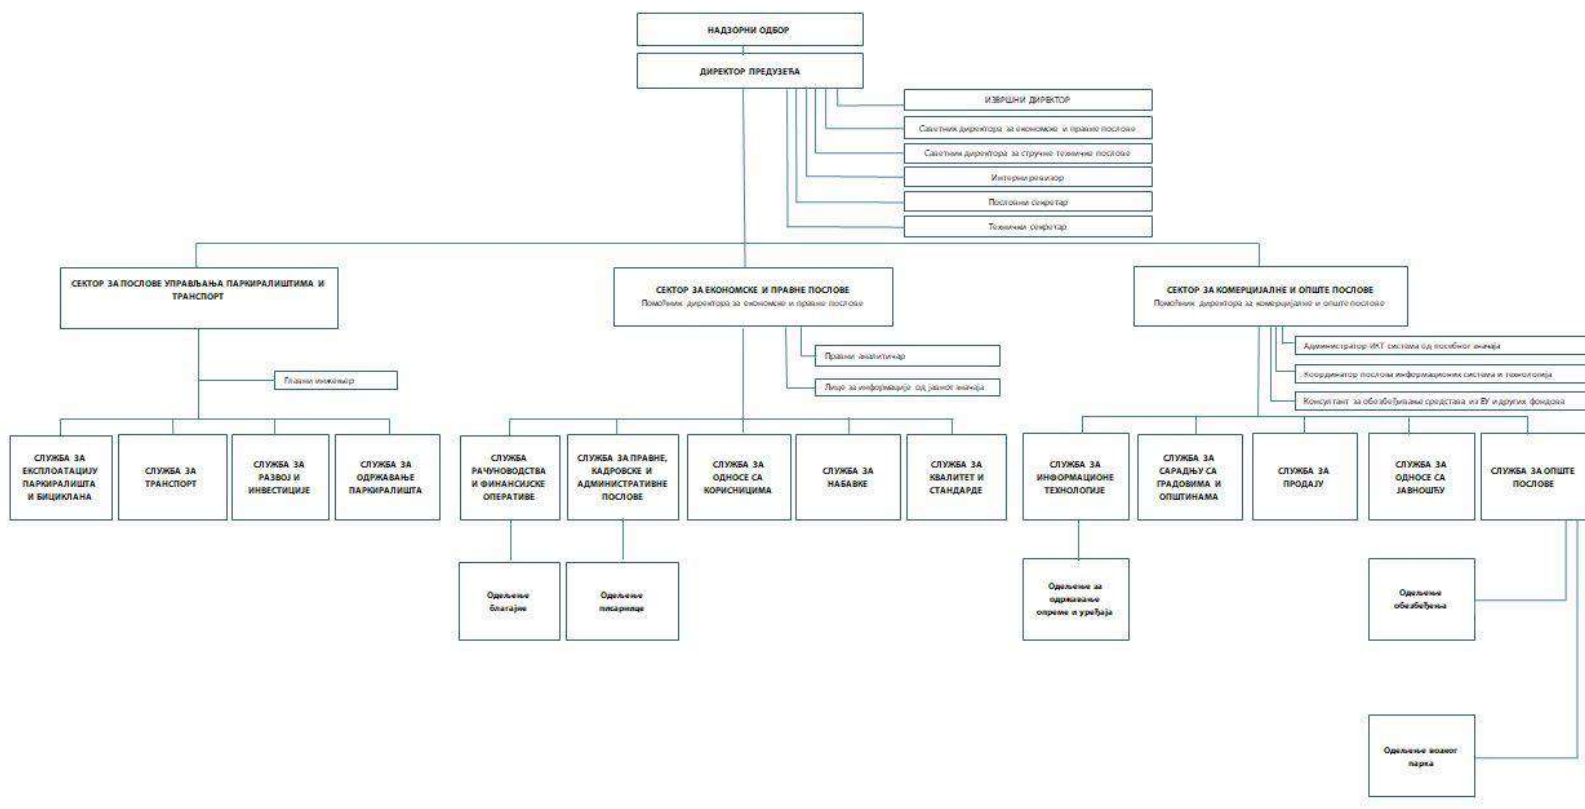 НАДЗОРНИ ОДБОР
ДИРЕКТОР ПРЕДУЗЕЋА
ИЗВРШНИ ДИРЕКТОР
Саветник директора за економске и правне послове
Саветник директора за стручне техничке послове
Интерни ревизор
Пословни секретар
Технички секретар
СЕКТОР ЗА ПОСЛОВЕ УПРАВЉАЊА ПАРКИРАЛИШТИМА И
ТРАНСПОРТ
СЕКТОР ЗА ЕКОНОМСКЕ И ПРАВНЕ ПОСЛОВЕ
Помоћник директора за економске и правне послове
СЕКТОР ЗА КОМЕРЦИЈАЛНЕ И ОПШТЕ ПОСЛОВЕ
Помоћник директора за комерцијалне и опште послове
Главни инжењер
Правни аналитичар
Лице за информације од јавног значаја
Администратор ИКТ система од посебног значаја
Координатор послова информационих система и технологија
Консултант за обезбеђивање средстава из ЕУ и других фондова
СЛУЖБА ЗА
ЕКСПЛОАТАЦИЈУ
ПАРКИРАЛИШТА
И БИЦИКЛАНА
СЛУЖБА ЗА
ТРАНСПОРТ
СЛУЖБА ЗА
РАЗВОЈ И
ИНВЕСТИЦИЈЕ
СЛУЖБА ЗА
ОДРЖАВАЊЕ
ПАРКИРАЛИШТА
СЛУЖБА
РАЧУНОВОДСТВА
И ФИНАНСИЈСКЕ
ОПЕРАТИВЕ
СЛУЖБА ЗА ПРАВНЕ,
КАДРОВСКЕ И
АДМИНИСТРАТИВНЕ
ПОСЛОВЕ
СЛУЖБА ЗА
ОДНОСЕ СА
КОРИСНИЦИМА
СЛУЖБА ЗА
НАБАВКЕ
СЛУЖБА ЗА
КВАЛИТЕТ И
СТАНДАРДЕ
СЛУЖБА ЗА
ИНФОРМАЦИОНЕ
ТЕХНОЛОГИЈЕ
СЛУЖБА ЗА
САРАДЊУ СА
ГРАДОВИМА И
ОПШТИНАМА
СЛУЖБА ЗА
ПРОДАЈУ
СЛУЖБА ЗА
ОДНОСЕ СА
ЈАВНОШЋУ
СЛУЖБА ЗА ОПШТЕ
ПОСЛОВЕ
Одељење
благајне
Одељење
писарнице
Одељење за
одржавање
опреме и уређаја
Одељење
обезбеђења
Одељење возног
парка